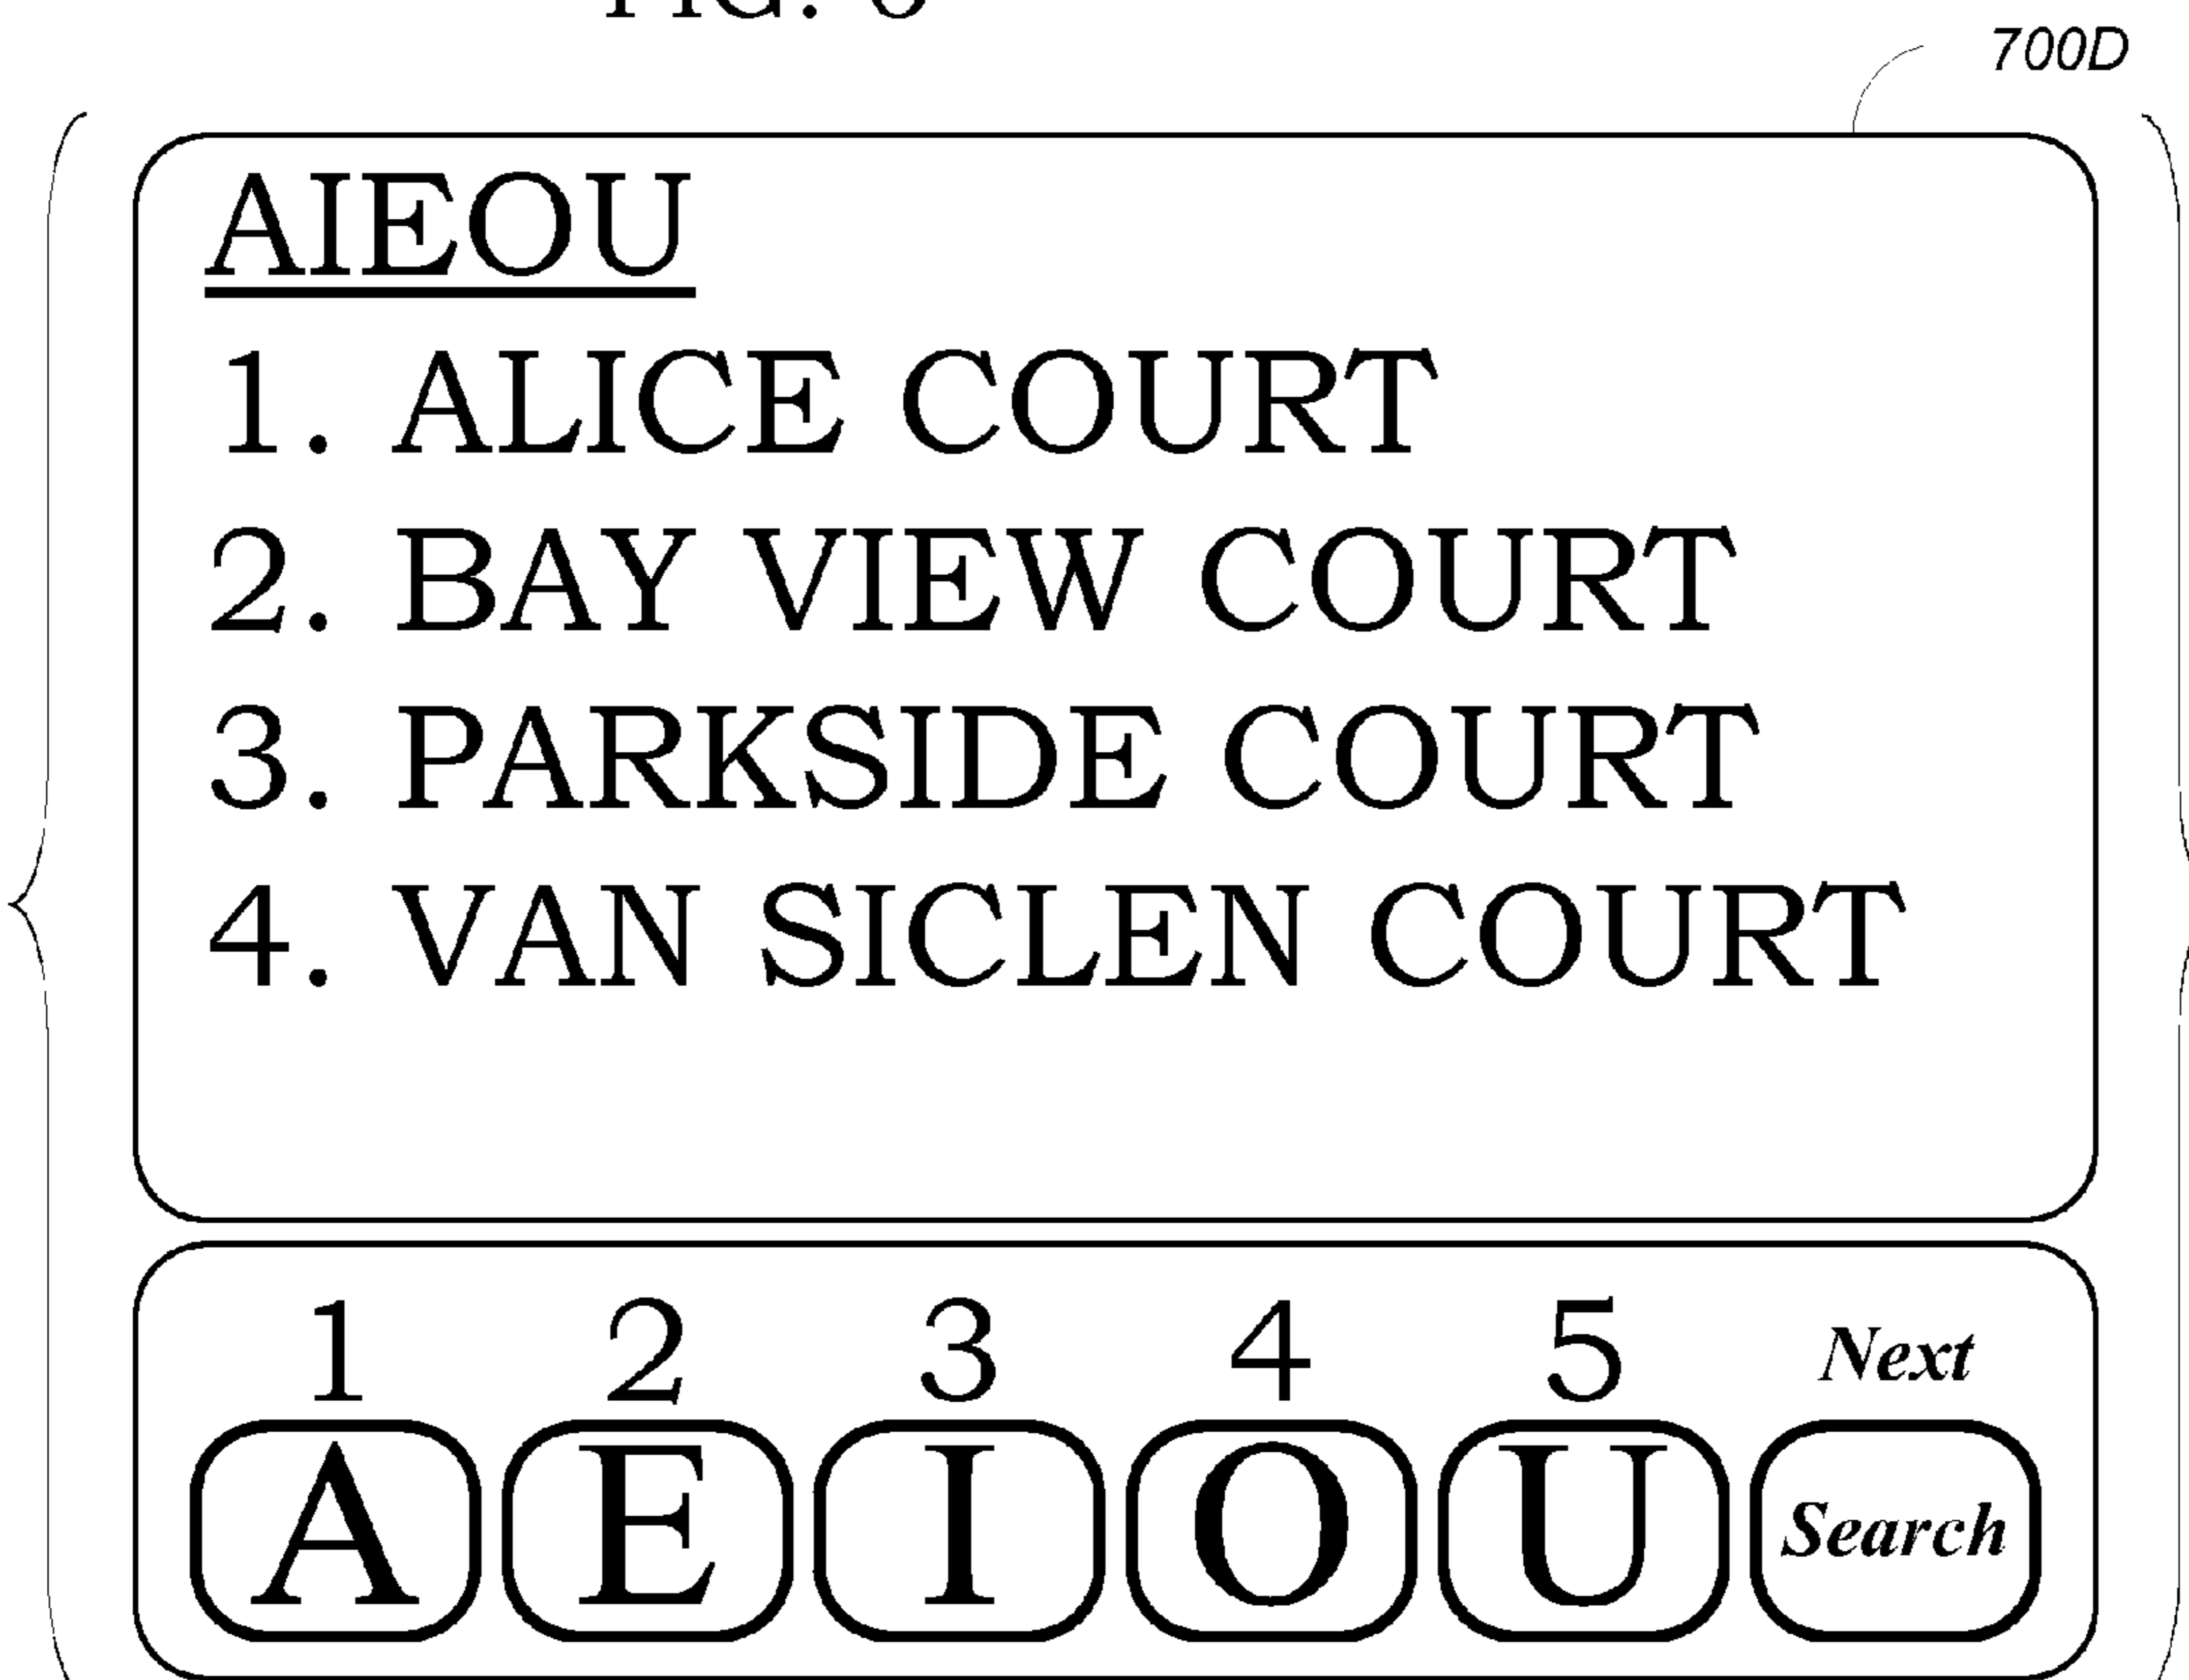 700D
AIEOU
1. ALICE COURT
2. BAY VIEW COURT
3. PARKSIDE COURT
4. VAN SICLEN COURT
1 2 3 4 5 Next
A E I O U Search